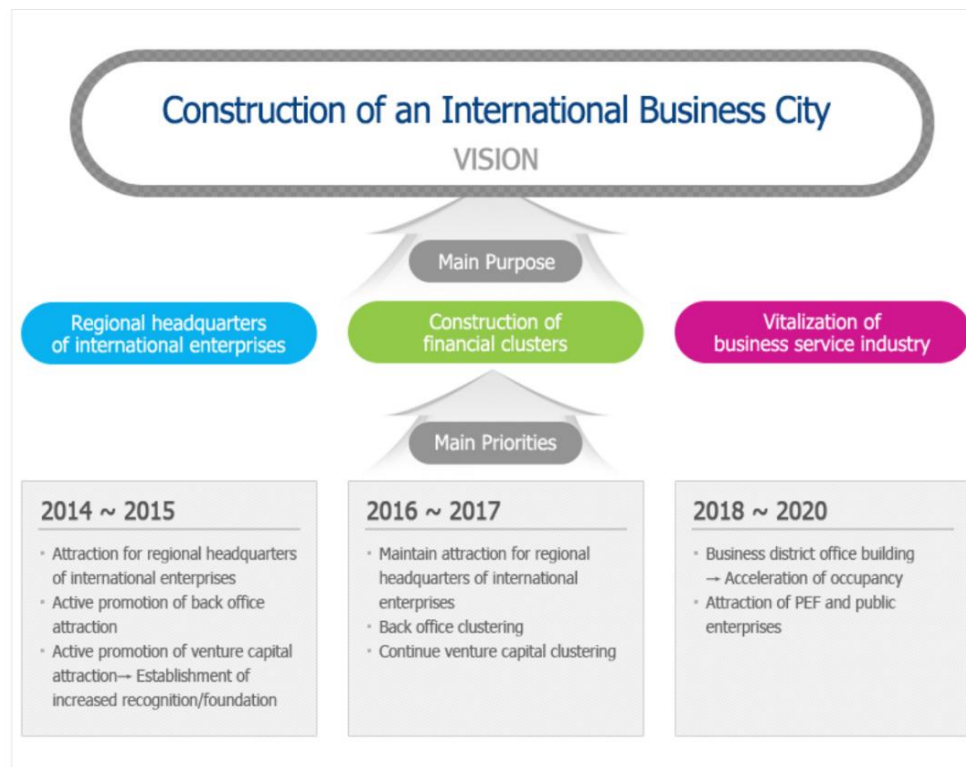 Construction of an International Business City
VISION
Main Purpose
Regional headquarters
of international enterprises
Construction of
financial clusters
Vitalization of
business service industry
Main Priorities
2014 ~ 2015
• Attraction for regional headquarters
of international enterprises
• Active promotion of back office
attraction
• Active promotion of venture capital
attraction→ Establishment of
increased recognition/foundation
2016 ~ 2017
• Maintain attraction for regional
headquarters of international
enterprises
• Back office clustering
• Continue venture capital clustering
2018 ~ 2020
• Business district office building
→ Acceleration of occupancy
• Attraction of PEF and public
enterprises